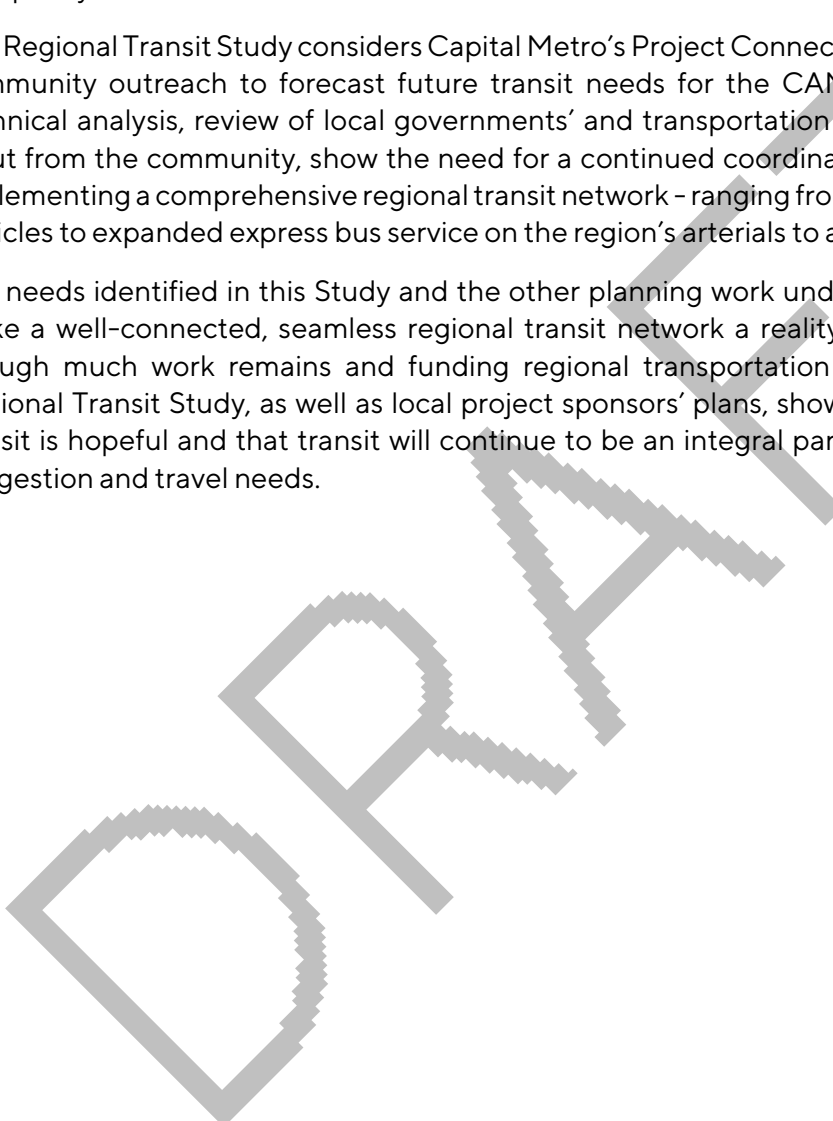 Regional Transit Study considers Capital Metro's Project Connec
munity outreach to forecast future transit needs for the CAN
nnical analysis, review of local governments' and transportation
ut from the community, show the need for a continued coordina
lementing a comprehensive regional transit network - ranging fro
icles to expanded express bus service on the region's arterials to a
needs identified in this Study and the other planning work und
ke a well-connected, seamless regional transit network a reality
ugh much work remains and funding regional transportation
ional Transit Study, as well as local project sponsors' plans, show
sit is hopeful and that transit will continue to be an integral par
gestion and travel needs.
DRAFT